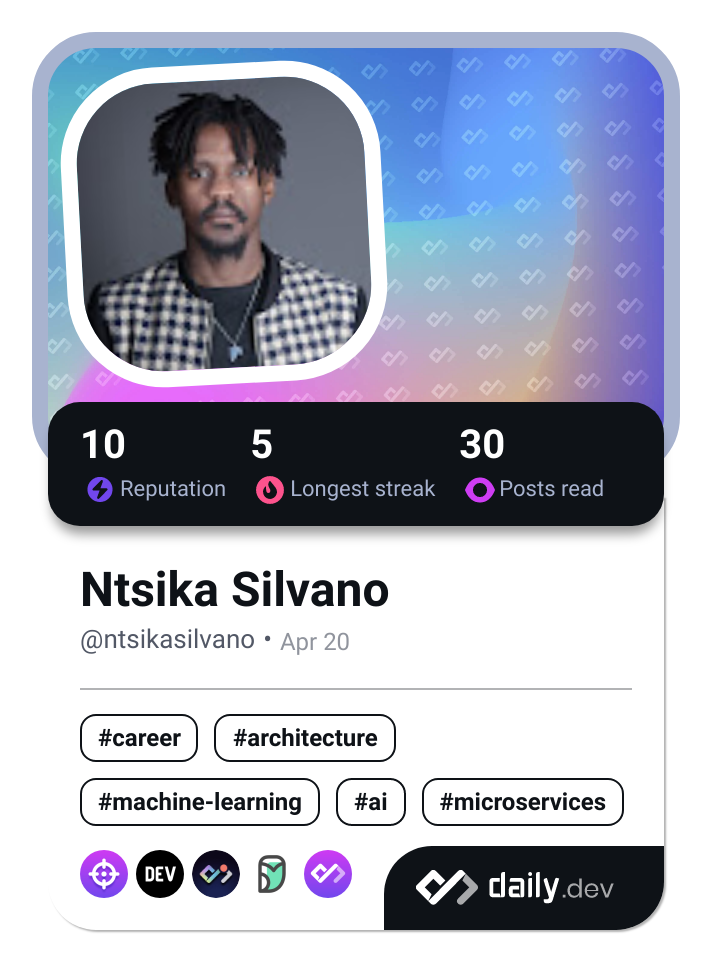 10 5 30
Reputation Longest streak Posts read
Ntsika Silvano
@ntsikasilvano • Apr 20
#career #architecture
#machine-learning #ai #microservices
DEV
daily.dev